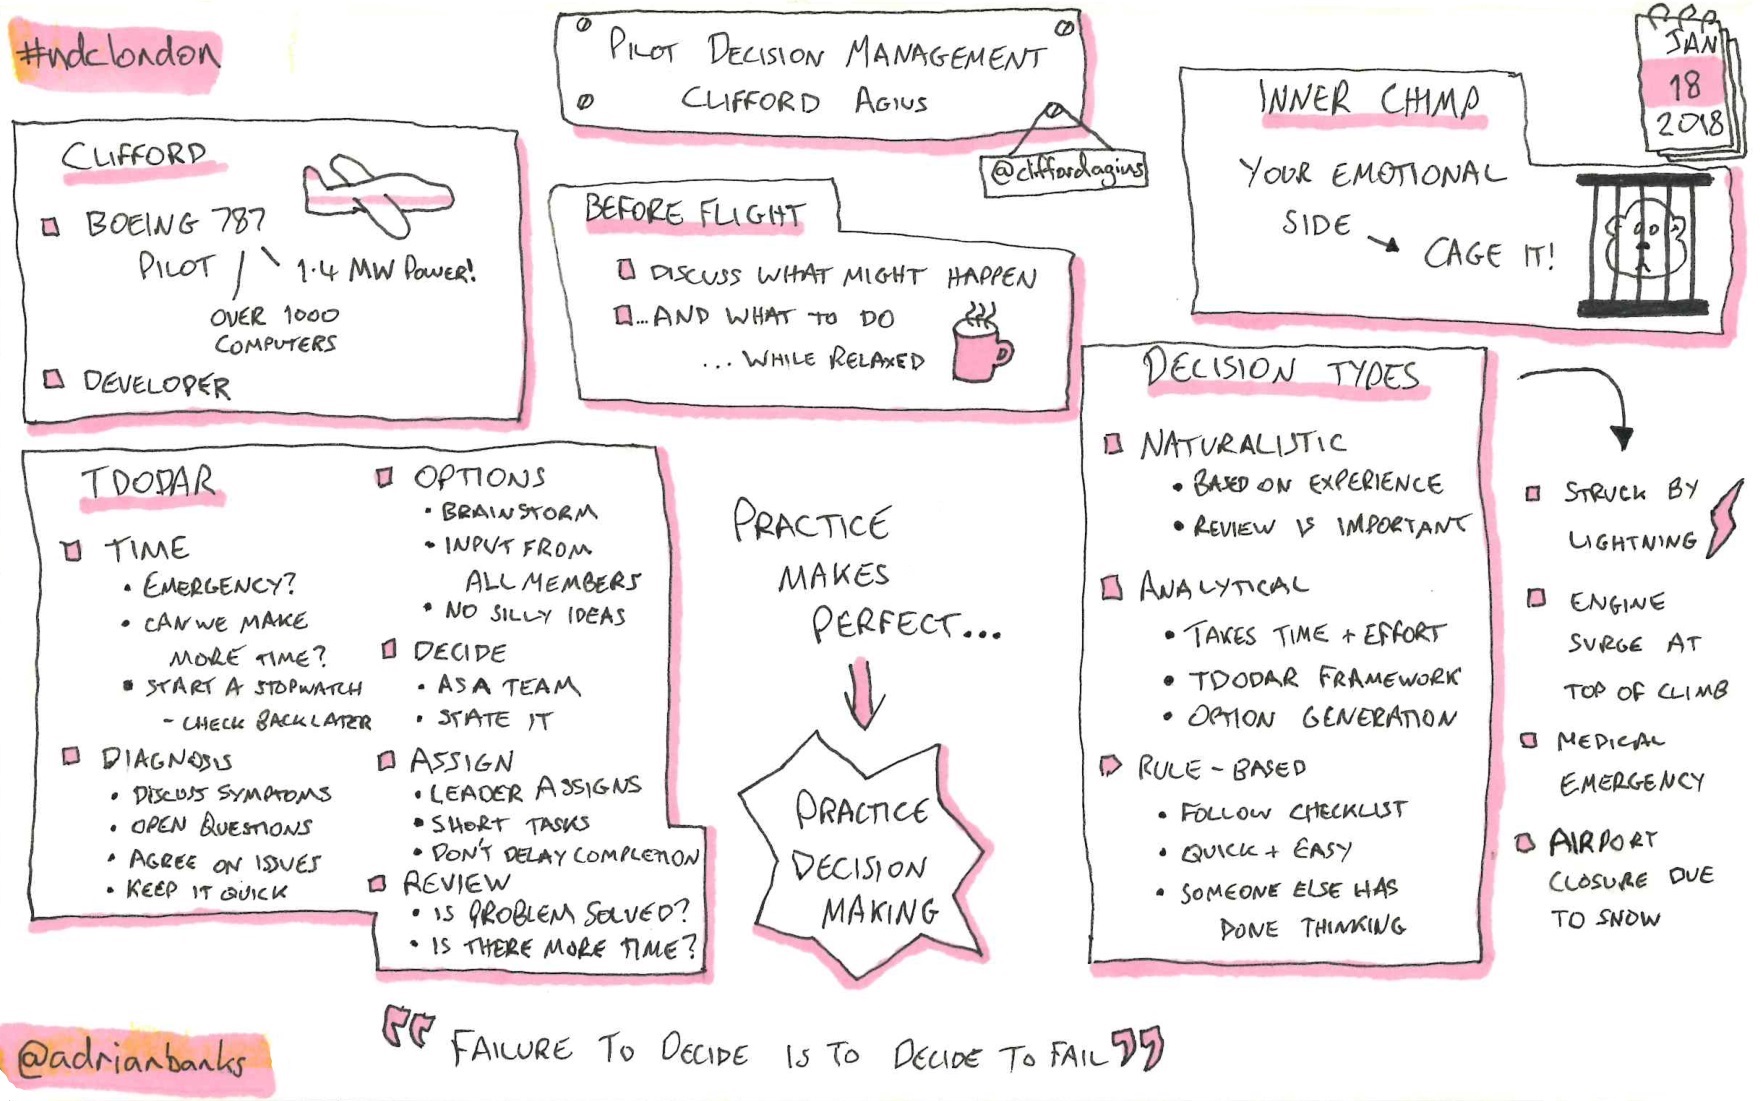 #ndclondon
PILOT DECISION MANAGEMENT
CLIFFORD AGIUS
@cliffordagius
JAN
18
2018
CLIFFORD
BOEING 787
PILOT
1.4 MW POWER!
OVER 1000
COMPUTERS
DEVELOPER
BEFORE FLIGHT
DISCUSS WHAT MIGHT HAPPEN
...AND WHAT TO DO
... WHILE RELAXED
INNER CHIMP
YOUR EMOTIONAL
SIDE
CAGE IT!
TDODAR
TIME
• EMERGENCY?
• CAN WE MAKE
MORE TIME?
• START A STOPWATCH
- CHECK BACK LATER
DIAGNOSIS
• DISCUSS SYMPTOMS
• OPEN QUESTIONS
• AGREE ON ISSUES
• KEEP IT QUICK
OPTIONS
• BRAINSTORM
• INPUT FROM
ALL MEMBERS
• NO SILLY IDEAS
DECIDE
• AS A TEAM
• STATE IT
ASSIGN
• LEADER ASSIGNS
• SHORT TASKS
• DON'T DELAY COMPLETION
REVIEW
• IS PROBLEM SOLVED?
• IS THERE MORE TIME?
PRACTICE
MAKES
PERFECT...
PRACTICE
DECISION
MAKING
DECISION TYPES
NATURALISTIC
• BASED ON EXPERIENCE
• REVIEW IS IMPORTANT
ANALYTICAL
• TAKES TIME + EFFORT
• TDODAR FRAMEWORK
• OPTION GENERATION
RULE-BASED
• FOLLOW CHECKLIST
• QUICK + EASY
• SOMEONE ELSE HAS
DONE THINKING
STRUCK BY
LIGHTNING
ENGINE
SURGE AT
TOP OF CLIMB
MEDICAL
EMERGENCY
AIRPORT
CLOSURE DUE
TO SNOW
"FAILURE TO DECIDE IS TO DECIDE TO FAIL"
@adrianbanks